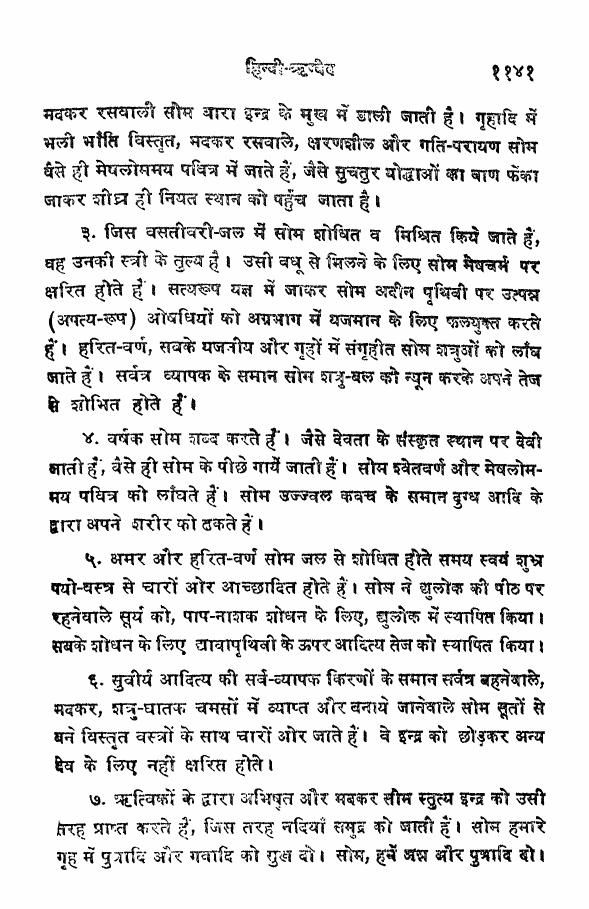 हिन्दी-ऋग्वेद ११४१
मदकर रसवाली सोम धारा इन्द्र के मुख में डाली जाती है। गृहादि में
भली भाँति विस्तृत, मदकर रसवाले, क्षरणशील और गति-परायण सोम
वैसे ही मेषलोममय पवित्र में जाते हैं, जैसे सुचतुर योद्धाओं का बाण फेंका
जाकर शीघ्र ही नियत स्थान को पहुँच जाता है।
३. जिस वसतीवरी-जल में सोम शोधित व मिश्रित किये जाते हैं,
वह उनकी स्त्री के तुल्य है। उसी वधू से मिलने के लिए सोम मेषचर्म पर
क्षरित होते हैं। सत्यरूप यज्ञ में जाकर सोम अदीन पृथिवी पर उत्पन्न
(अपत्य-रूप) ओषधियों को अग्रभाग में यजमान के लिए फलयुक्त करते
हैं। हरित-वर्ण, सबके यजनीय और गृहों में संगृहीत सोम शत्रुओं को लाँघ
जाते हैं। सर्वत्र व्यापक के समान सोम शत्रु-बल को न्यून करके अपने तेज
से शोभित होते हैं।
४. वर्षक सोम शब्द करते हैं। जैसे देवता के संस्कृत स्थान पर देवी
जाती हैं, वैसे ही सोम के पीछे गायें जाती हैं। सोम श्वेतवर्ण और मेषलोम-
मय पवित्र को लाँघते हैं। सोम उज्ज्वल कवच के समान दुग्ध आदि के
द्वारा अपने शरीर को ढकते हैं।
५. अमर और हरित-वर्ण सोम जल से शोधित होते समय स्वयं शुभ्र
पयो-वस्त्र से चारों ओर आच्छादित होते हैं। सोम ने द्युलोक की पीठ पर
रहनेवाले सूर्य को, पाप-नाशक शोधन के लिए, द्युलोक में स्थापित किया।
सबके शोधन के लिए द्यावापृथिवी के ऊपर आदित्य तेज को स्थापित किया।
६. सुवीर्य आदित्य की सर्व-व्यापक किरणों के समान सर्वत्र बहनेवाले,
मदकर, शत्रु-घातक चमसों में व्याप्त और बनाये जानेवाले सोम सूतों से
बने विस्तृत वस्त्रों के साथ चारों ओर जाते हैं। वे इन्द्र को छोड़कर अन्य
देव के लिए नहीं क्षरित होते।
७. ऋत्विकों के द्वारा अभिषुत और मदकर सोम स्तुत्य इन्द्र को उसी
तरह प्राप्त करते हैं, जिस तरह नदियाँ समुद्र को जाती हैं। सोम हमारे
गृह में पुत्रादि और गवादि को सुख दो। सोम, हमें अन्न और पुत्रादि दो।